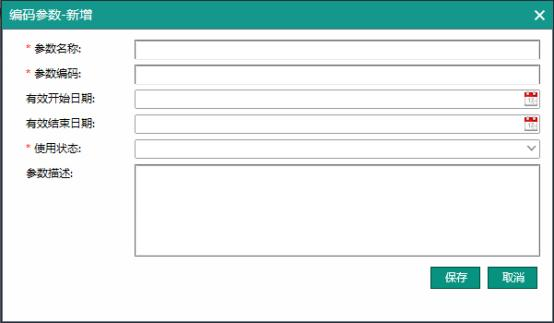 编码参数-新增
* 参数名称:
* 参数编码:
有效开始日期:
有效结束日期:
* 使用状态:
参数描述:
保存 取消